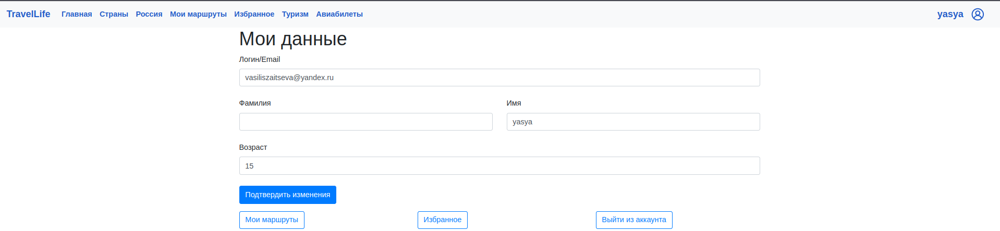 TravelLife Главная Страны Россия Мои маршруты Избранное Туризм Авиабилеты yasya
Мои данные
Логин/Email
vasiliszaitseva@yandex.ru
Фамилия Имя
yasya
Возраст
15
Подтвердить изменения
Мои маршруты Избранное Выйти из аккаунта